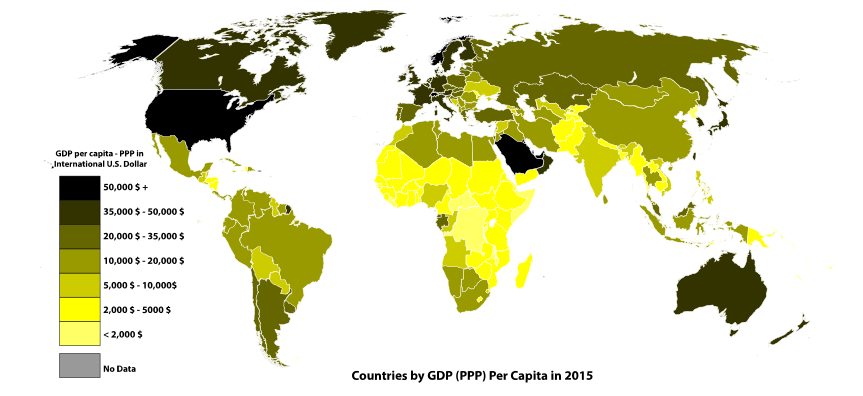 GDP per capita - PPP in
International U.S. Dollar
50,000 $ +
35,000 - 50,000 $
20,000 - 35,000 $
10,000 - 20,000 $
5,000 - 10,000$
2,000 - 5000 $
< 2,000 $
No Data
Countries by GDP (PPP) Per Capita in 2015